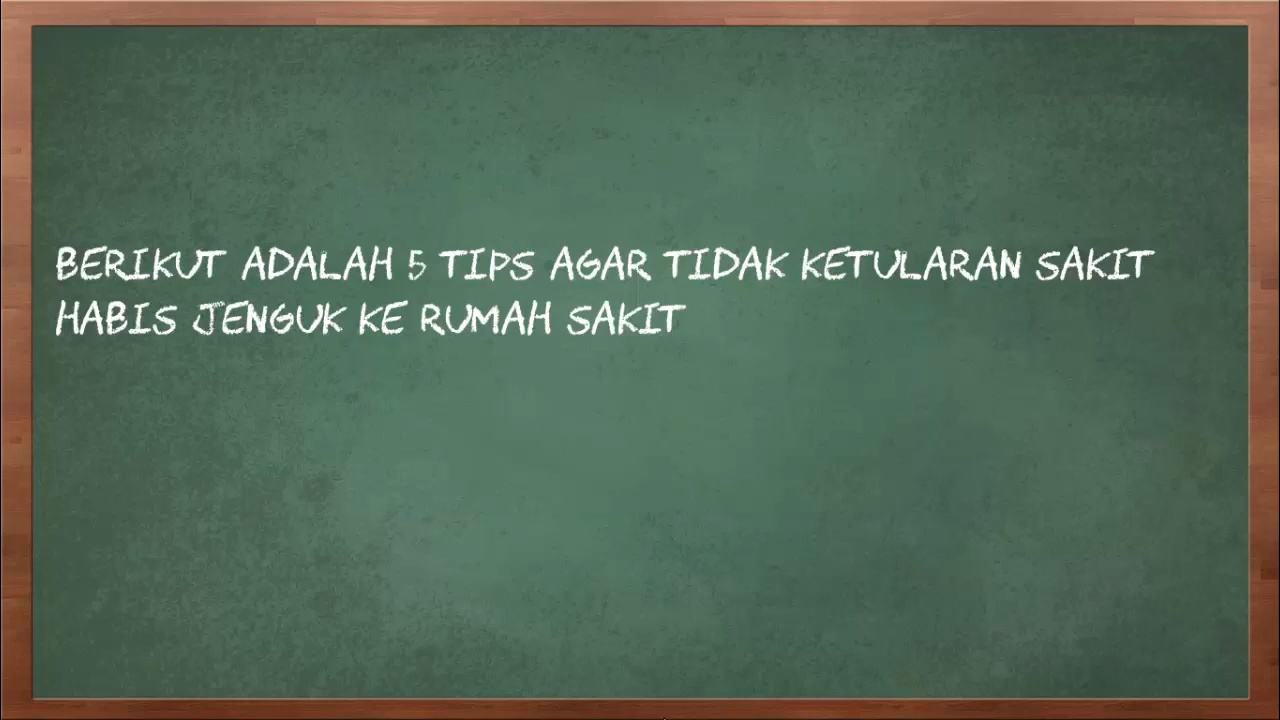 BERIKUT ADALAH 5 TIPS AGAR TIDAK KETULARAN SAKIT
HABIS JENGUK KE RUMAH SAKIT